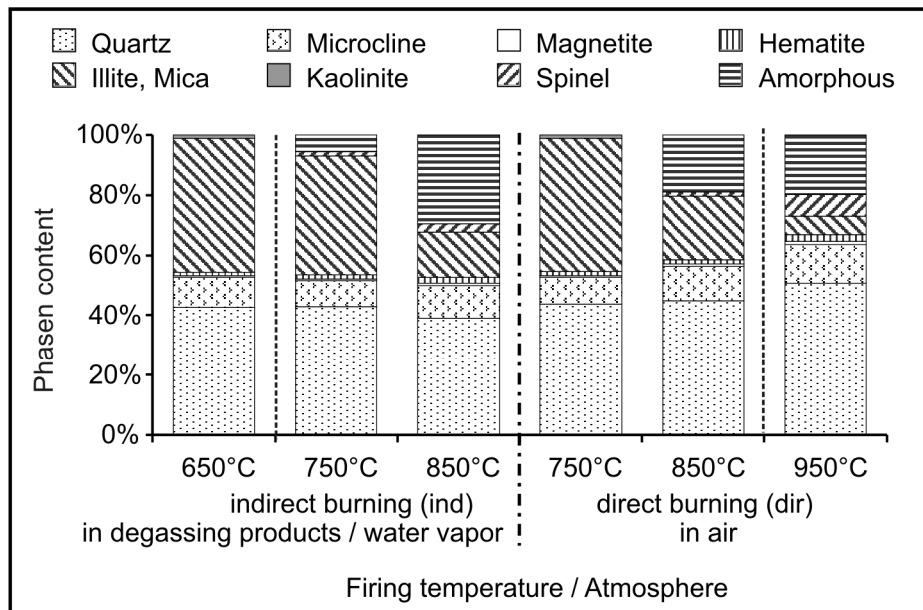 Quartz Microcline Magnetite Hematite
Illite, Mica Kaolinite Spinel Amorphous
100%
80%
60%
40%
20%
0%
Phasen content
650°C 750°C 850°C 750°C 850°C 950°C
indirect burning (ind) direct burning (dir)
in degassing products / water vapor in air
Firing temperature / Atmosphere